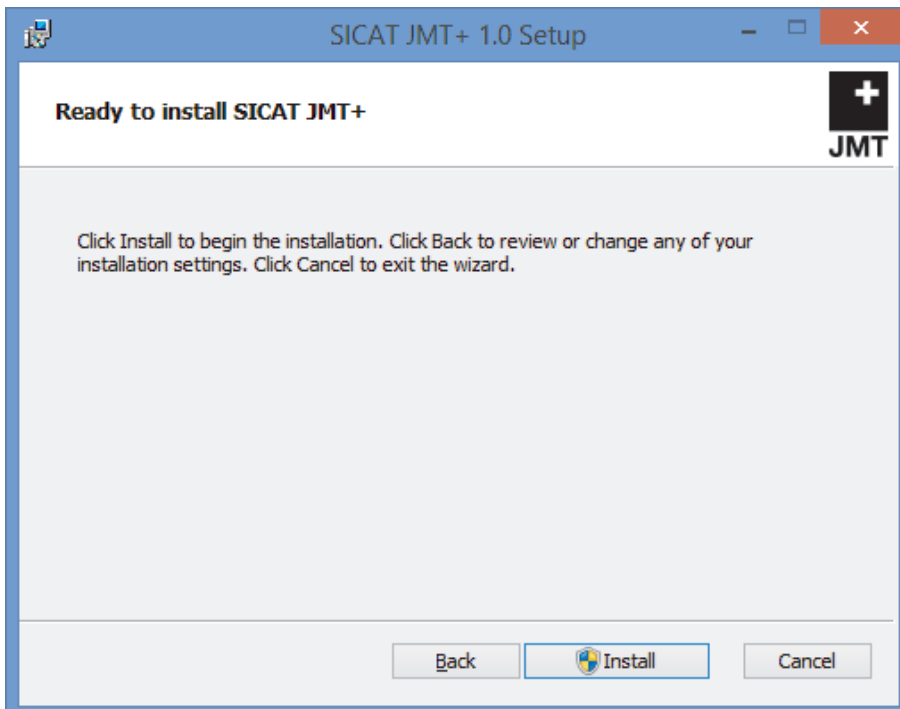 SICAT JMT+ 1.0 Setup
Ready to install SICAT JMT+
JMT
Click Install to begin the installation. Click Back to review or change any of your
installation settings. Click Cancel to exit the wizard.
Back
Install
Cancel